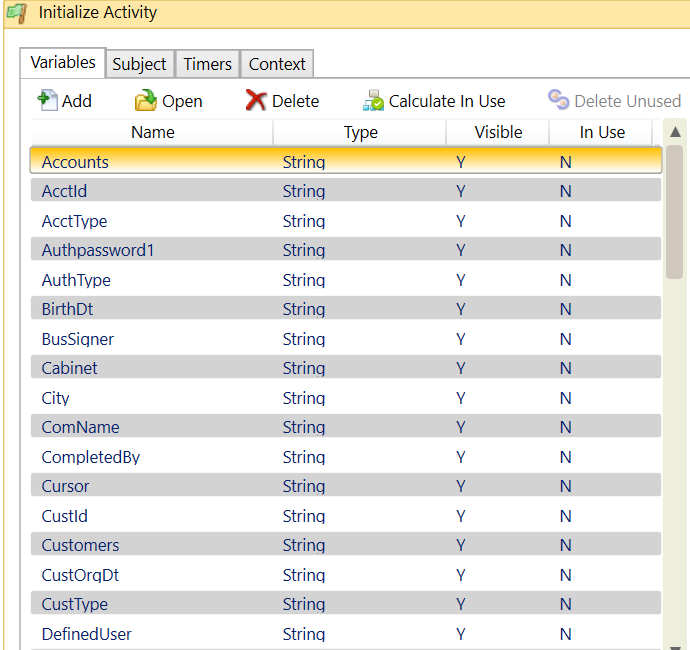 Initialize Activity
Variables Subject Timers Context
Add Open Delete Calculate In Use Delete Unused
Name Type Visible In Use
Accounts String Y N
AcctId String Y N
AcctType String Y N
Authpassword1 String Y N
AuthType String Y N
BirthDt String Y N
BusSigner String Y N
Cabinet String Y N
City String Y N
ComName String Y N
CompletedBy String Y N
Cursor String Y N
CustId String Y N
Customers String Y N
CustOrgDt String Y N
CustType String Y N
DefinedUser String Y N